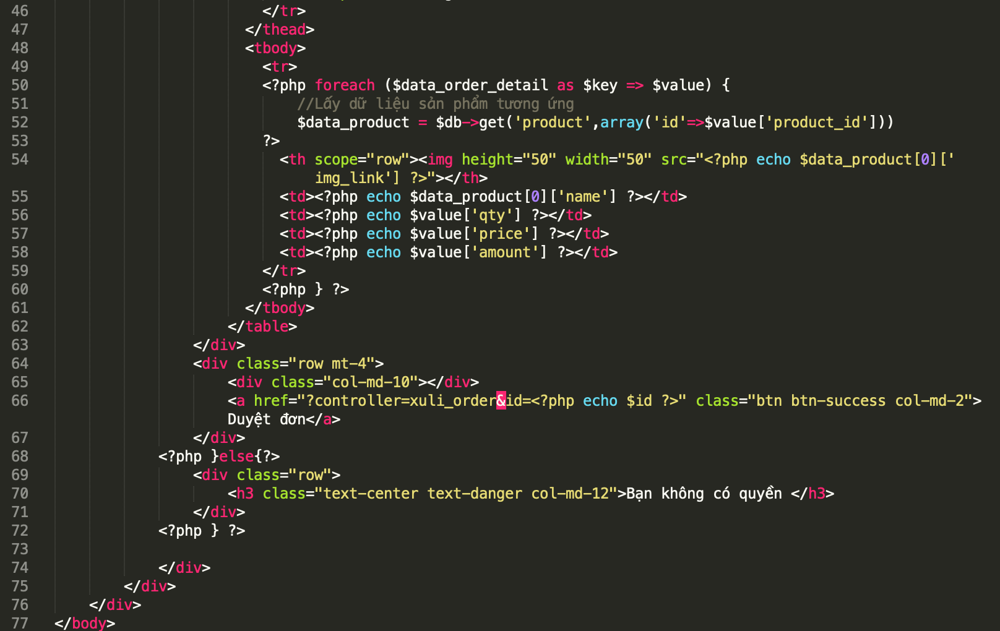 46 </tr>
47 </thead>
48 <tbody>
49 <tr>
50 <?php foreach ($data_order_detail as $key => $value) {
51 //Lấy dữ liệu sản phẩm tương ứng
52 $data_product = $db->get('product',array('id'=>$value['product_id']))
53 ?>
54 <th scope="row"><img height="50" width="50" src="<?php echo $data_product[0]['
img_link'] ?>"></th>
55 <td><?php echo $data_product[0]['name'] ?></td>
56 <td><?php echo $value['qty'] ?></td>
57 <td><?php echo $value['price'] ?></td>
58 <td><?php echo $value['amount'] ?></td>
59 </tr>
60 <?php } ?>
61 </tbody>
62 </table>
63 </div>
64 <div class="row mt-4">
65 <div class="col-md-10"></div>
66 <a href="?controller=xuli_order&id=<?php echo $id ?>" class="btn btn-success col-md-2">
Duyệt đơn</a>
67 </div>
68 <?php }else{?>
69 <div class="row">
70 <h3 class="text-center text-danger col-md-12">Bạn không có quyền </h3>
71 </div>
72 <?php } ?>
73
74 </div>
75 </div>
76 </div>
77 </body>